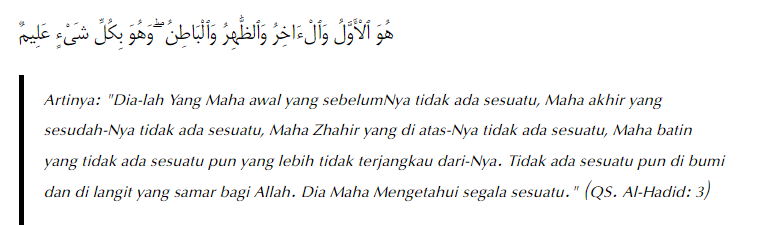 هُوَ ٱلْأَوَّلُ وَٱلْءَاخِرُ وَٱلظَّٰهِرُ وَٱلْبَاطِنُ ۖ وَهُوَ بِكُلِّ شَىْءٍ عَلِيمٌ
Artinya: "Dia-lah Yang Maha awal yang sebelumNya tidak ada sesuatu, Maha akhir yang
sesudah-Nya tidak ada sesuatu, Maha Zhahir yang di atas-Nya tidak ada sesuatu, Maha batin
yang tidak ada sesuatu pun yang lebih tidak terjangkau dari-Nya. Tidak ada sesuatu pun di bumi
dan di langit yang samar bagi Allah. Dia Maha Mengetahui segala sesuatu." (QS. Al-Hadid: 3)